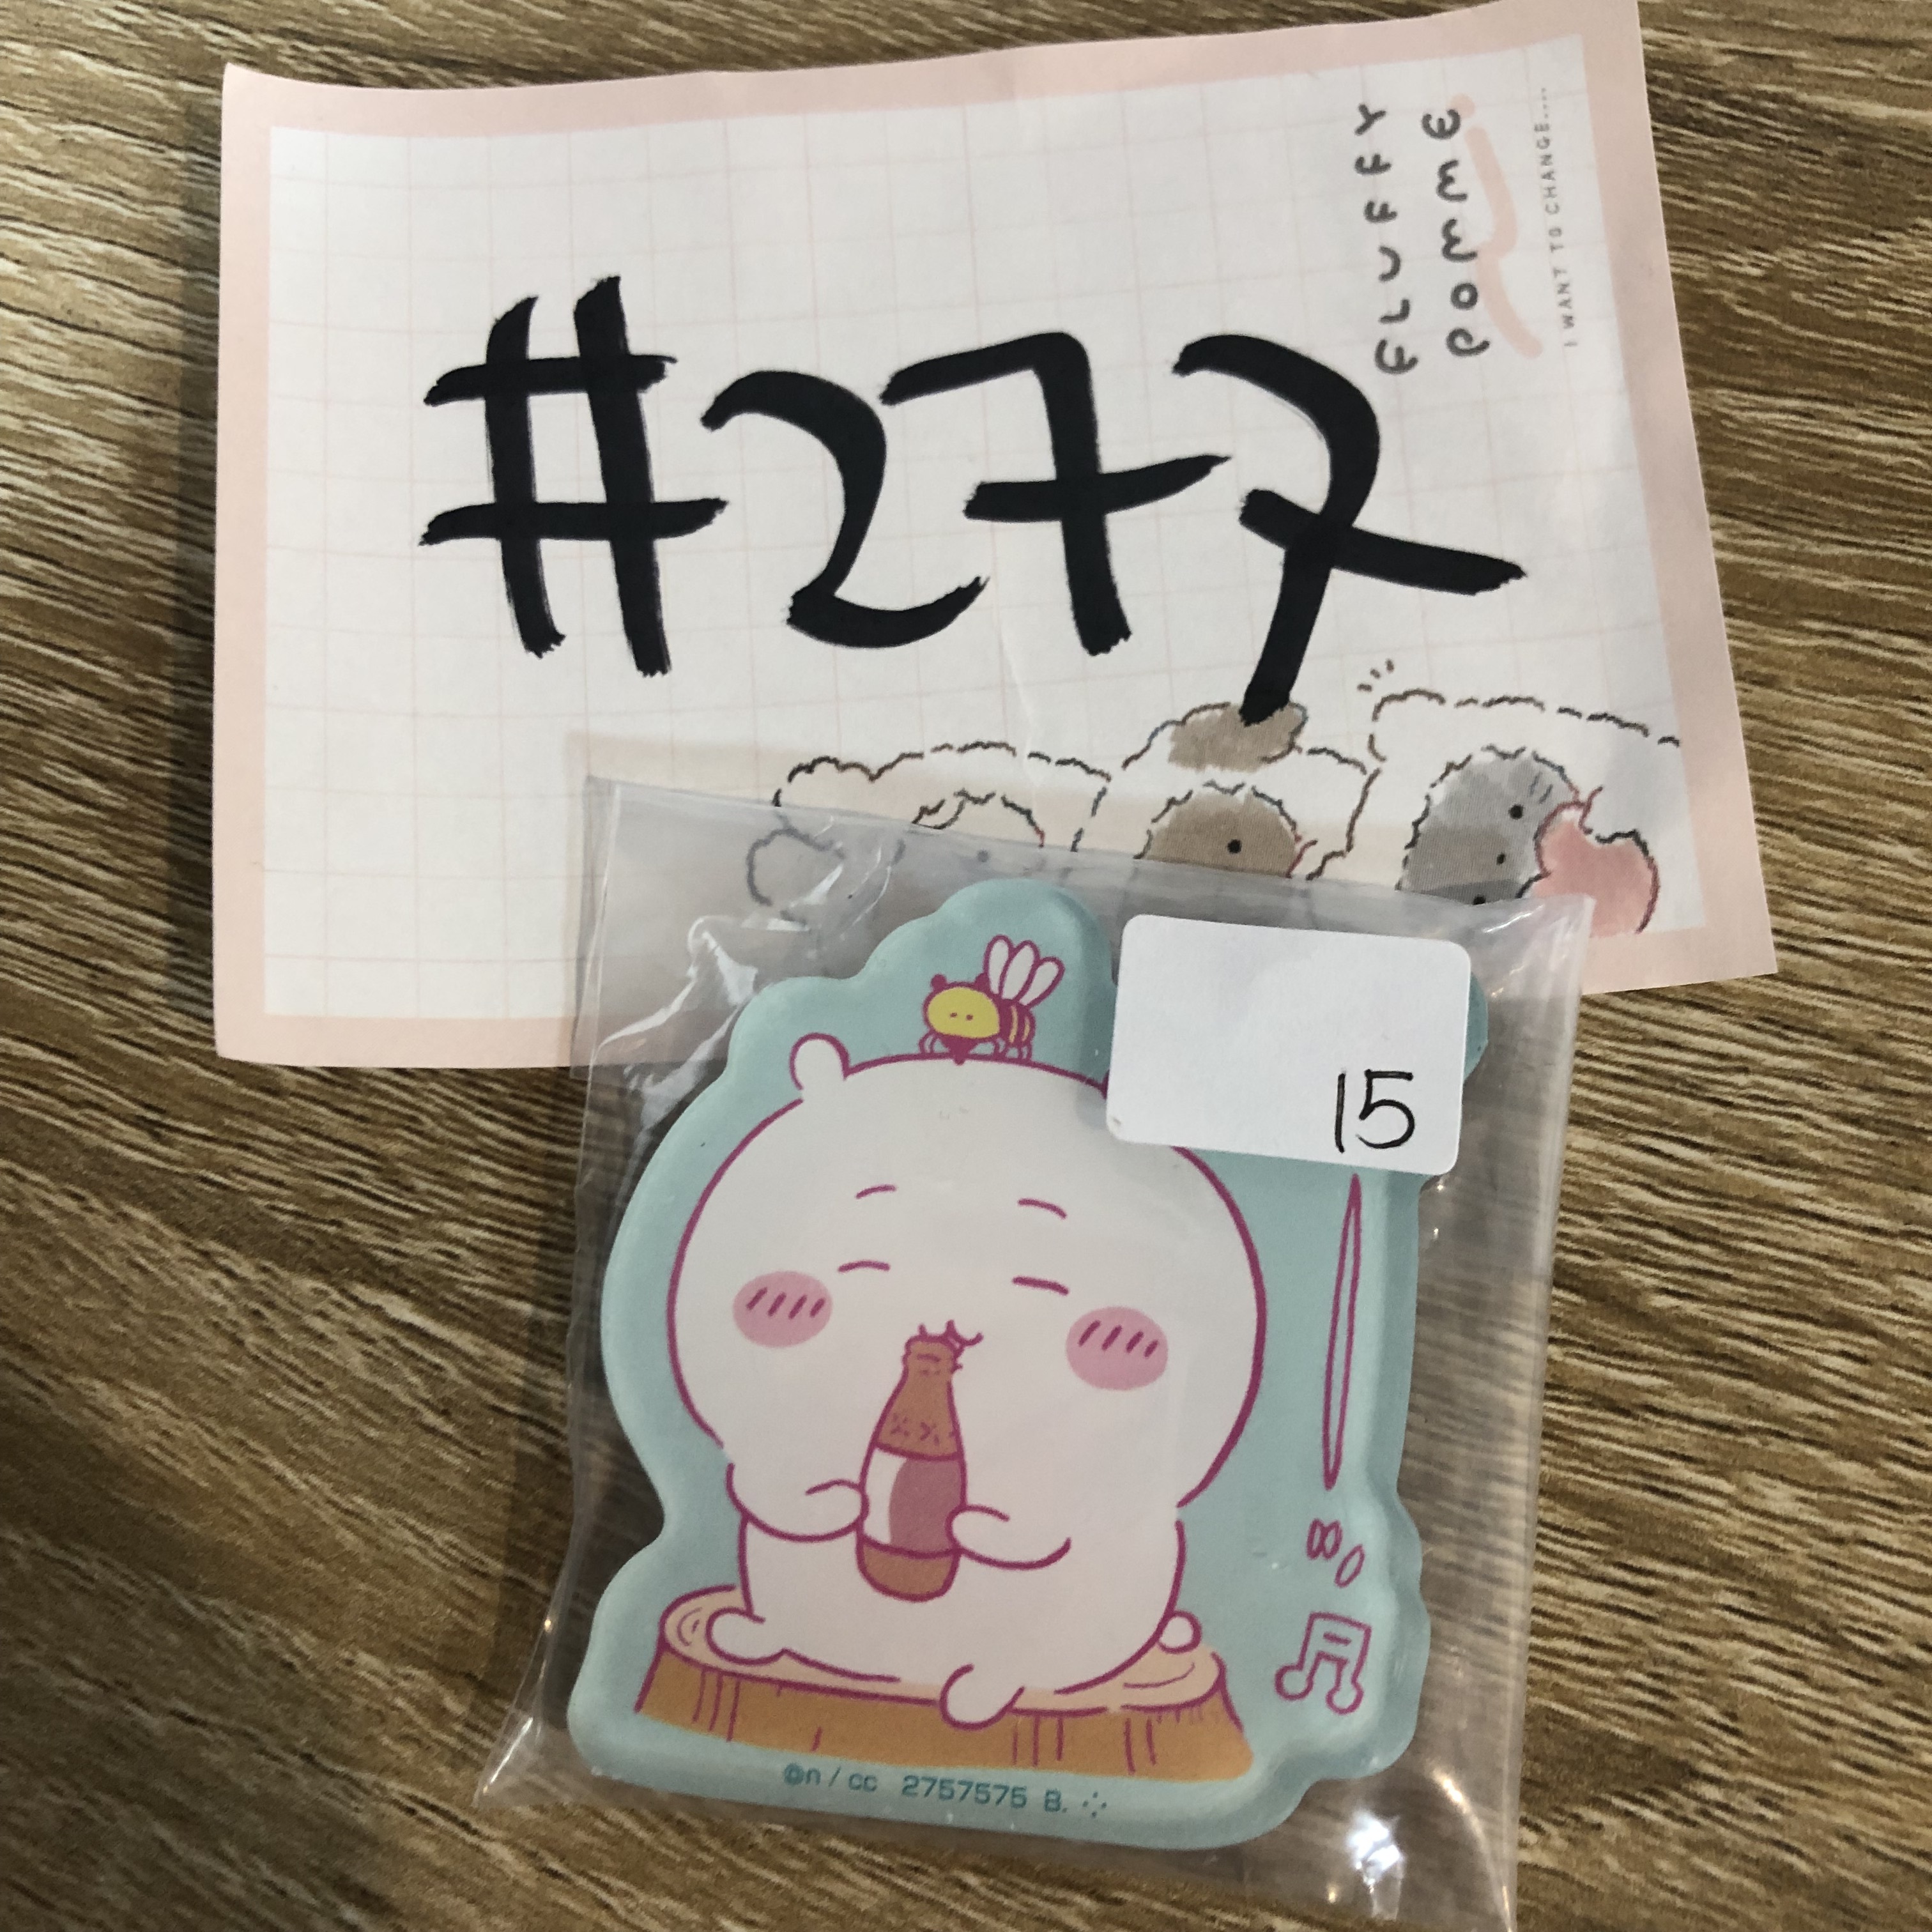 FLUFFY
POMME
I WANT TO CHANGE....
#277
15
©n / cc 2757575 B.